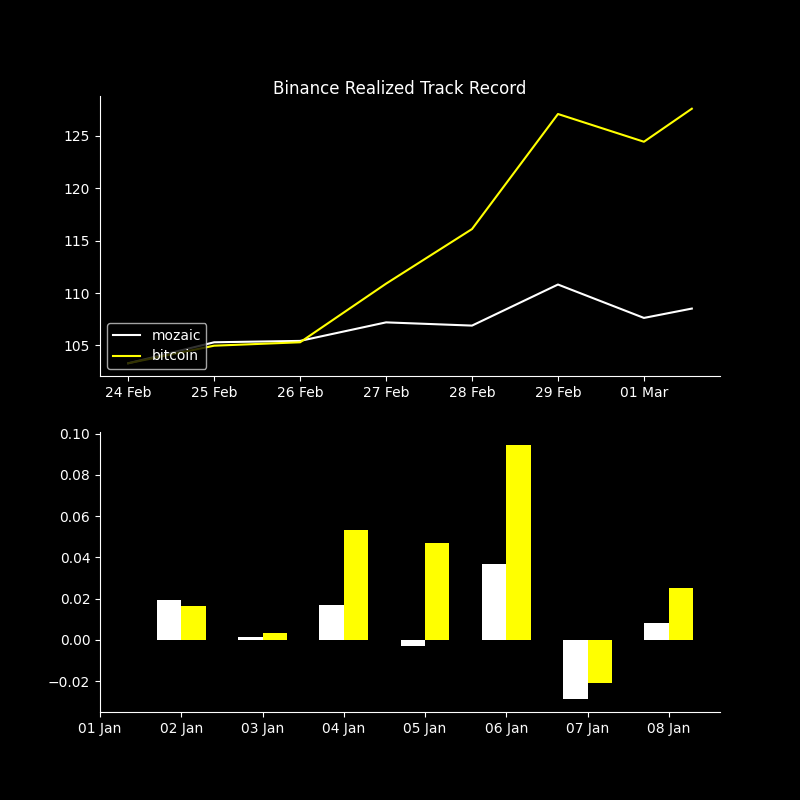 Binance Realized Track Record
125
120
115
110
105
mozaic
bitcoin
24 Feb 25 Feb 26 Feb 27 Feb 28 Feb 29 Feb 01 Mar
0.10
0.08
0.06
0.04
0.02
0.00
−0.02
01 Jan 02 Jan 03 Jan 04 Jan 05 Jan 06 Jan 07 Jan 08 Jan